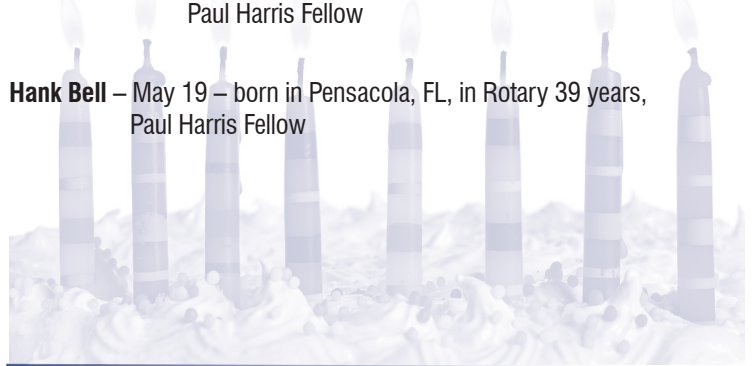 Paul Harris Fellow
Hank Bell – May 19 – born in Pensacola, FL, in Rotary 39 years,
Paul Harris Fellow